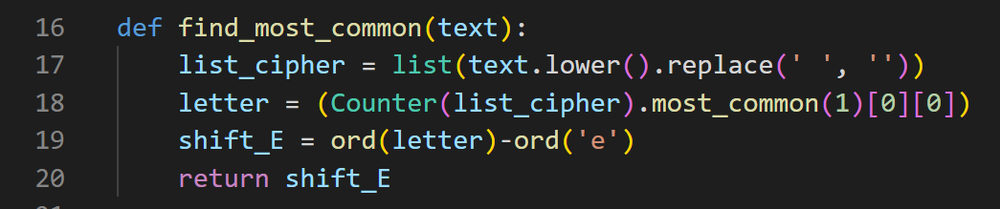 16 def find_most_common(text):
17 list_cipher = list(text.lower().replace(' ', ''))
18 letter = (Counter(list_cipher).most_common(1)[0][0])
19 shift_E = ord(letter)-ord('e')
20 return shift_E